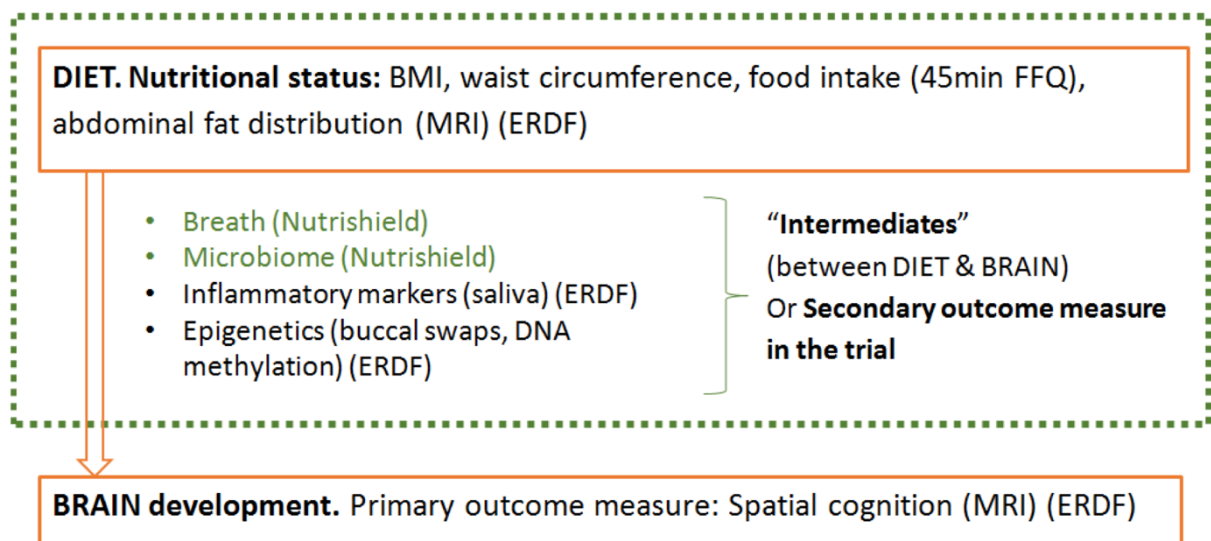 DIET. Nutritional status: BMI, waist circumference, food intake (45min FFQ),
abdominal fat distribution (MRI) (ERDF)
• Breath (Nutrishield)
• Microbiome (Nutrishield)
• Inflammatory markers (saliva) (ERDF)
• Epigenetics (buccal swaps, DNA
methylation) (ERDF)
“Intermediates”
(between DIET & BRAIN)
Or Secondary outcome measure
in the trial
BRAIN development. Primary outcome measure: Spatial cognition (MRI) (ERDF)